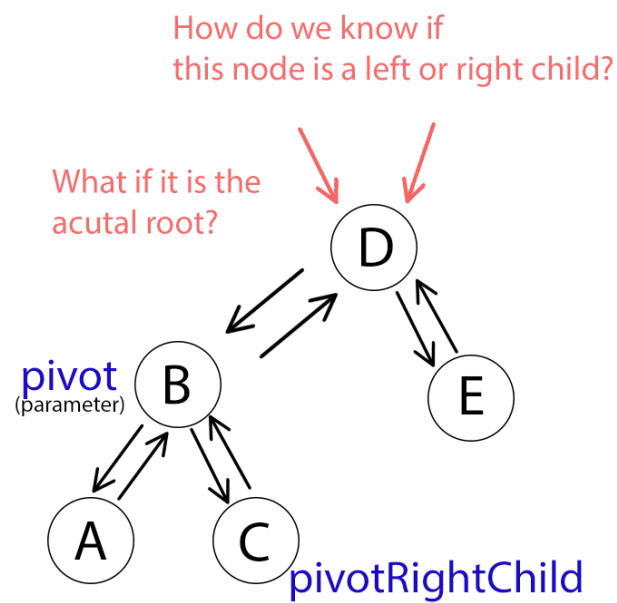 How do we know if
this node is a left or right child?
What if it is the
acutal root?
D
pivot
(parameter)
B
E
A
C
pivotRightChild